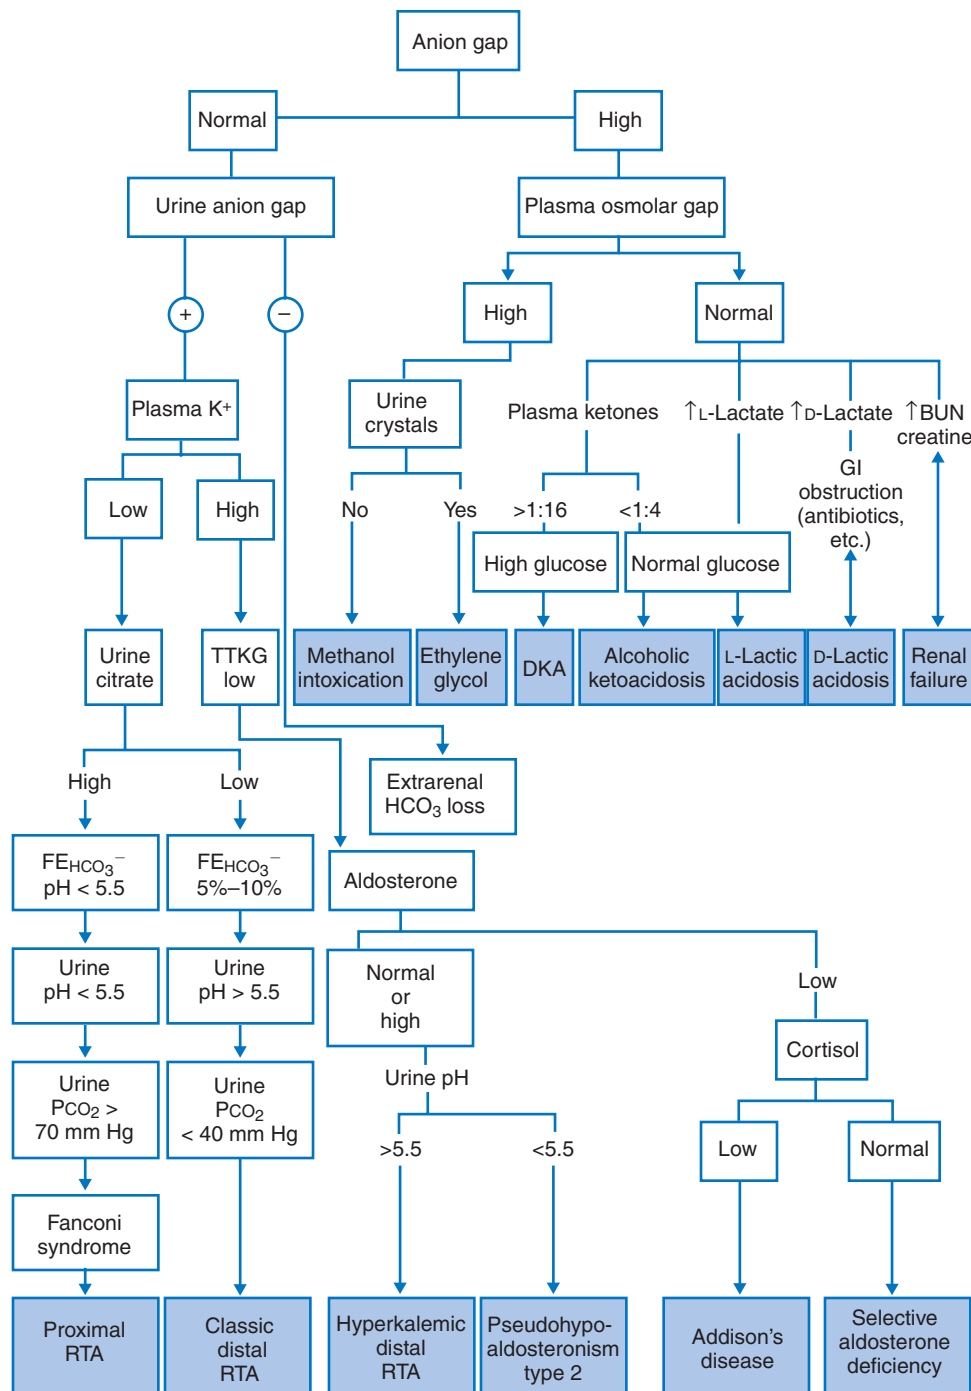 Anion gap
Normal
High
Urine anion gap
Plasma osmolar gap
+
−
High
Normal
Plasma K+
Urine
crystals
Plasma ketones
↑L-Lactate
↑D-Lactate
↑BUN
creatine
Low
High
No
Yes
>1:16
<1:4
GI
obstruction
(antibiotics,
etc.)
High glucose
Normal glucose
Urine
citrate
TTKG
low
Methanol
intoxication
Ethylene
glycol
DKA
Alcoholic
ketoacidosis
L-Lactic
acidosis
D-Lactic
acidosis
Renal
failure
High
Low
Extrarenal
HCO3 loss
FEHCO3−
pH < 5.5
FEHCO3−
5%–10%
Aldosterone
Urine
pH < 5.5
Urine
pH > 5.5
Normal
or
high
Low
Cortisol
Urine
PCO2 >
70 mm Hg
Urine
PCO2
< 40 mm Hg
Urine pH
>5.5
<5.5
Low
Normal
Fanconi
syndrome
Proximal
RTA
Classic
distal
RTA
Hyperkalemic
distal
RTA
Pseudohypo-
aldosteronism
type 2
Addison's
disease
Selective
aldosterone
deficiency